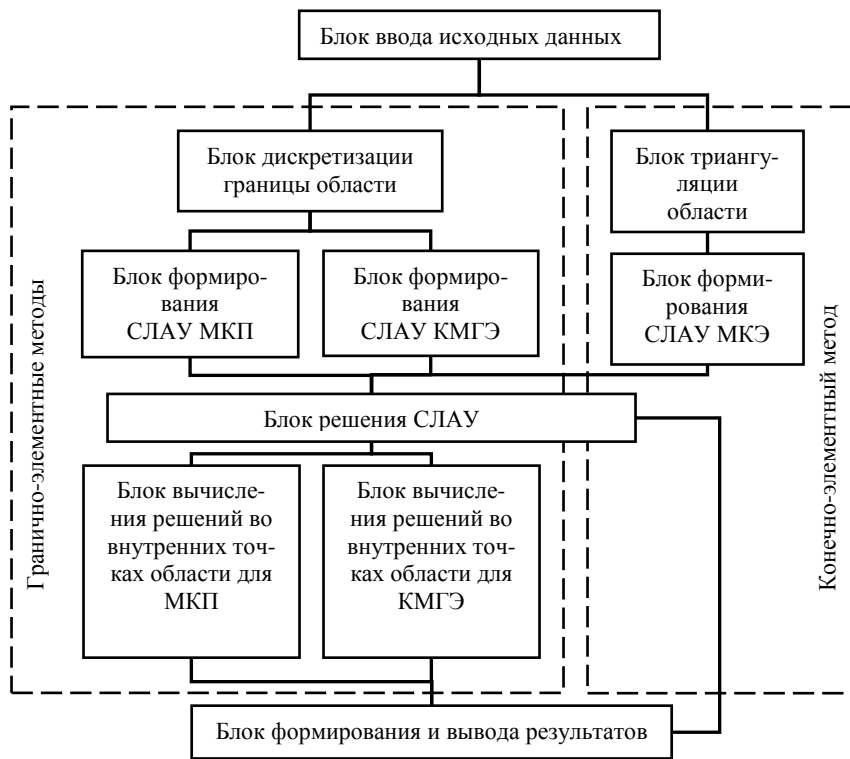 Блок ввода исходных данных
Блок дискретизации
границы области
Блок триангу-
ляции
области
Блок формиро-
вания
СЛАУ МКП
Блок формиро-
вания
СЛАУ КМГЭ
Блок форми-
рования
СЛАУ МКЭ
Гранично-элементные методы
Конечно-элементный метод
Блок решения СЛАУ
Блок вычисле-
ния решений во
внутренних точ-
ках области для
МКП
Блок вычисле-
ния решений во
внутренних точ-
ках области для
КМГЭ
Блок формирования и вывода результатов